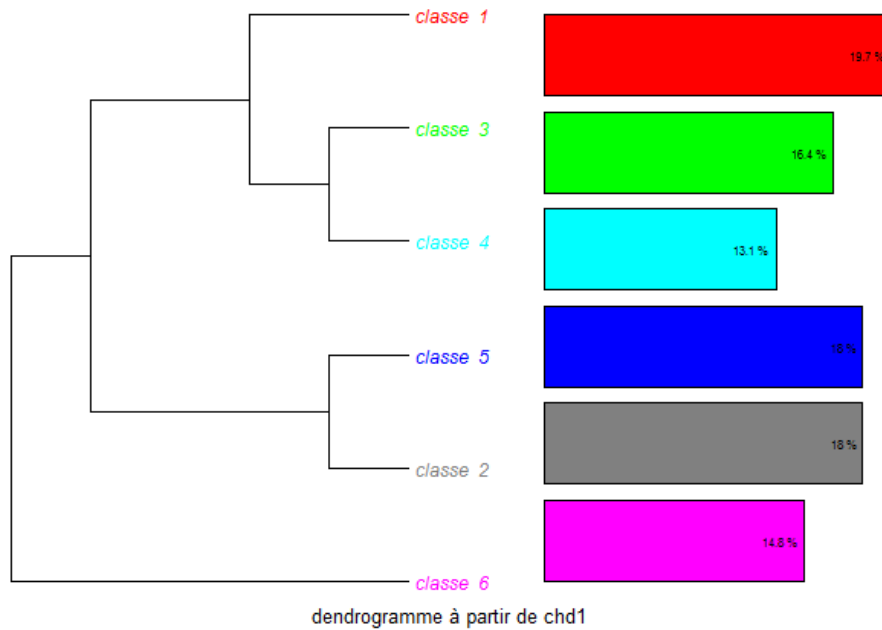 classe 1
19.7 %
classe 3
16.4 %
classe 4
13.1 %
classe 5
18 %
classe 2
18 %
14.8 %
classe 6
dendrogramme à partir de chd1